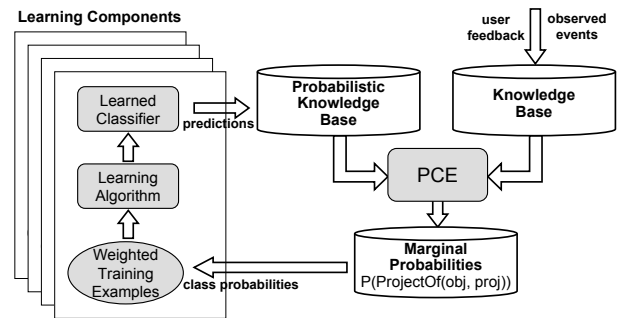 Learning Components
user
feedback
observed
events
Learned
Classifier
predictions
Probabilistic
Knowledge
Base
Knowledge
Base
Learning
Algorithm
PCE
Weighted
Training
Examples
class probabilities
Marginal
Probabilities
P(ProjectOf(obj, proj))